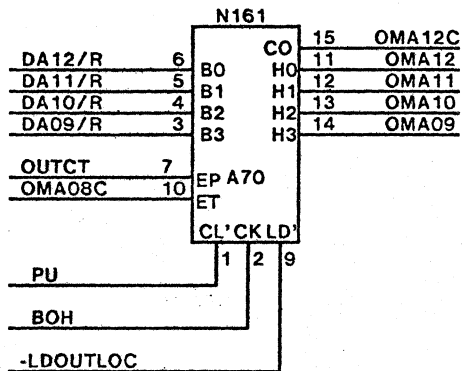 N161
CO 15 OMA12C
DA12/R 6 B0 H0 11 OMA12
DA11/R 5 B1 H1 12 OMA11
DA10/R 4 B2 H2 13 OMA10
DA09/R 3 B3 H3 14 OMA09
OUTCT 7 EP A70
OMA08C 10 ET
CL' CK LD'
1 2 9
PU
BOH
-LDOUTLOC